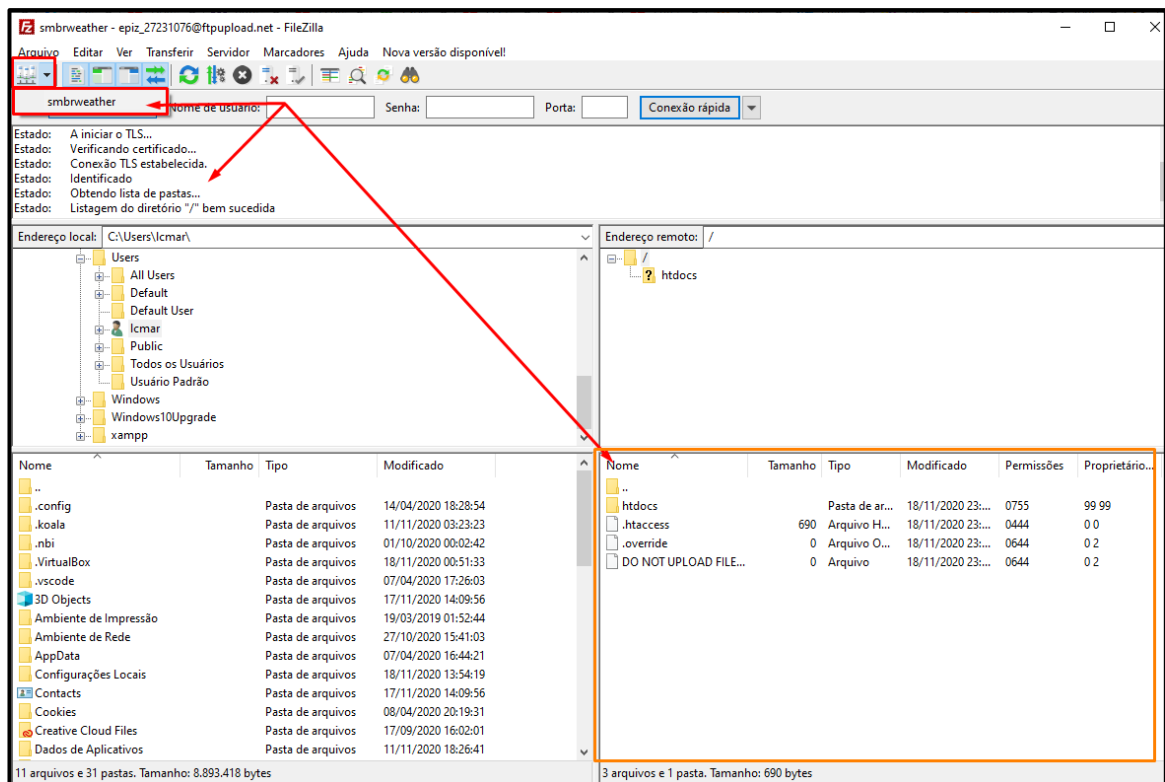 smbrweather - epiz_27231076@ftpupload.net - FileZilla
Arquivo Editar Ver Transferir Servidor Marcadores Ajuda Nova versão disponível!
smbrweather
Nome de usuário: Senha: Porta: Conexão rápida
Estado: A iniciar o TLS...
Estado: Verificando certificado...
Estado: Conexão TLS estabelecida.
Estado: Identificado
Estado: Obtendo lista de pastas...
Estado: Listagem do diretório "/" bem sucedida
Endereço local: C:\Users\lcmar\
Users
All Users
Default
Default User
lcmar
Public
Todos os Usuários
Usuário Padrão
Windows
Windows10Upgrade
xampp
Endereço remoto: /
/
? htdocs
Nome Tamanho Tipo Modificado
..
.config Pasta de arquivos 14/04/2020 18:28:54
.koala Pasta de arquivos 11/11/2020 03:23:23
.nbi Pasta de arquivos 01/10/2020 00:02:42
.VirtualBox Pasta de arquivos 18/11/2020 00:51:33
.vscode Pasta de arquivos 07/04/2020 17:26:03
3D Objects Pasta de arquivos 17/11/2020 14:09:56
Ambiente de Impressão Pasta de arquivos 19/03/2019 01:52:44
Ambiente de Rede Pasta de arquivos 27/10/2020 15:41:03
AppData Pasta de arquivos 07/04/2020 16:44:21
Configurações Locais Pasta de arquivos 18/11/2020 13:54:19
Contacts Pasta de arquivos 17/11/2020 14:09:56
Cookies Pasta de arquivos 08/04/2020 20:19:31
Creative Cloud Files Pasta de arquivos 17/09/2020 16:02:01
Dados de Aplicativos Pasta de arquivos 11/11/2020 18:26:41
11 arquivos e 31 pastas. Tamanho: 8.893.418 bytes
Nome Tamanho Tipo Modificado Permissões Proprietário...
..
htdocs Pasta de ar... 18/11/2020 23:... 0755 99 99
.htaccess 690 Arquivo H... 18/11/2020 23:... 0444 0 0
.override 0 Arquivo O... 18/11/2020 23:... 0644 0 2
DO NOT UPLOAD FILE... 0 Arquivo 18/11/2020 23:... 0644 0 2
3 arquivos e 1 pasta. Tamanho: 690 bytes